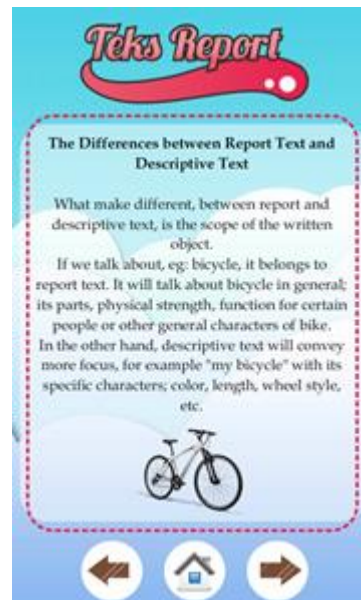 Teks Report
The Differences between Report Text and
Descriptive Text
What make different, between report and
descriptive text, is the scope of the written
object.
If we talk about, eg: bicycle, it belongs to
report text. It will talk about bicycle in general;
its parts, physical strength, function for certain
people or other general characters of bike.
In the other hand, descriptive text will convey
more focus, for example "my bicycle" with its
specific characters; color, length, wheel style,
etc.